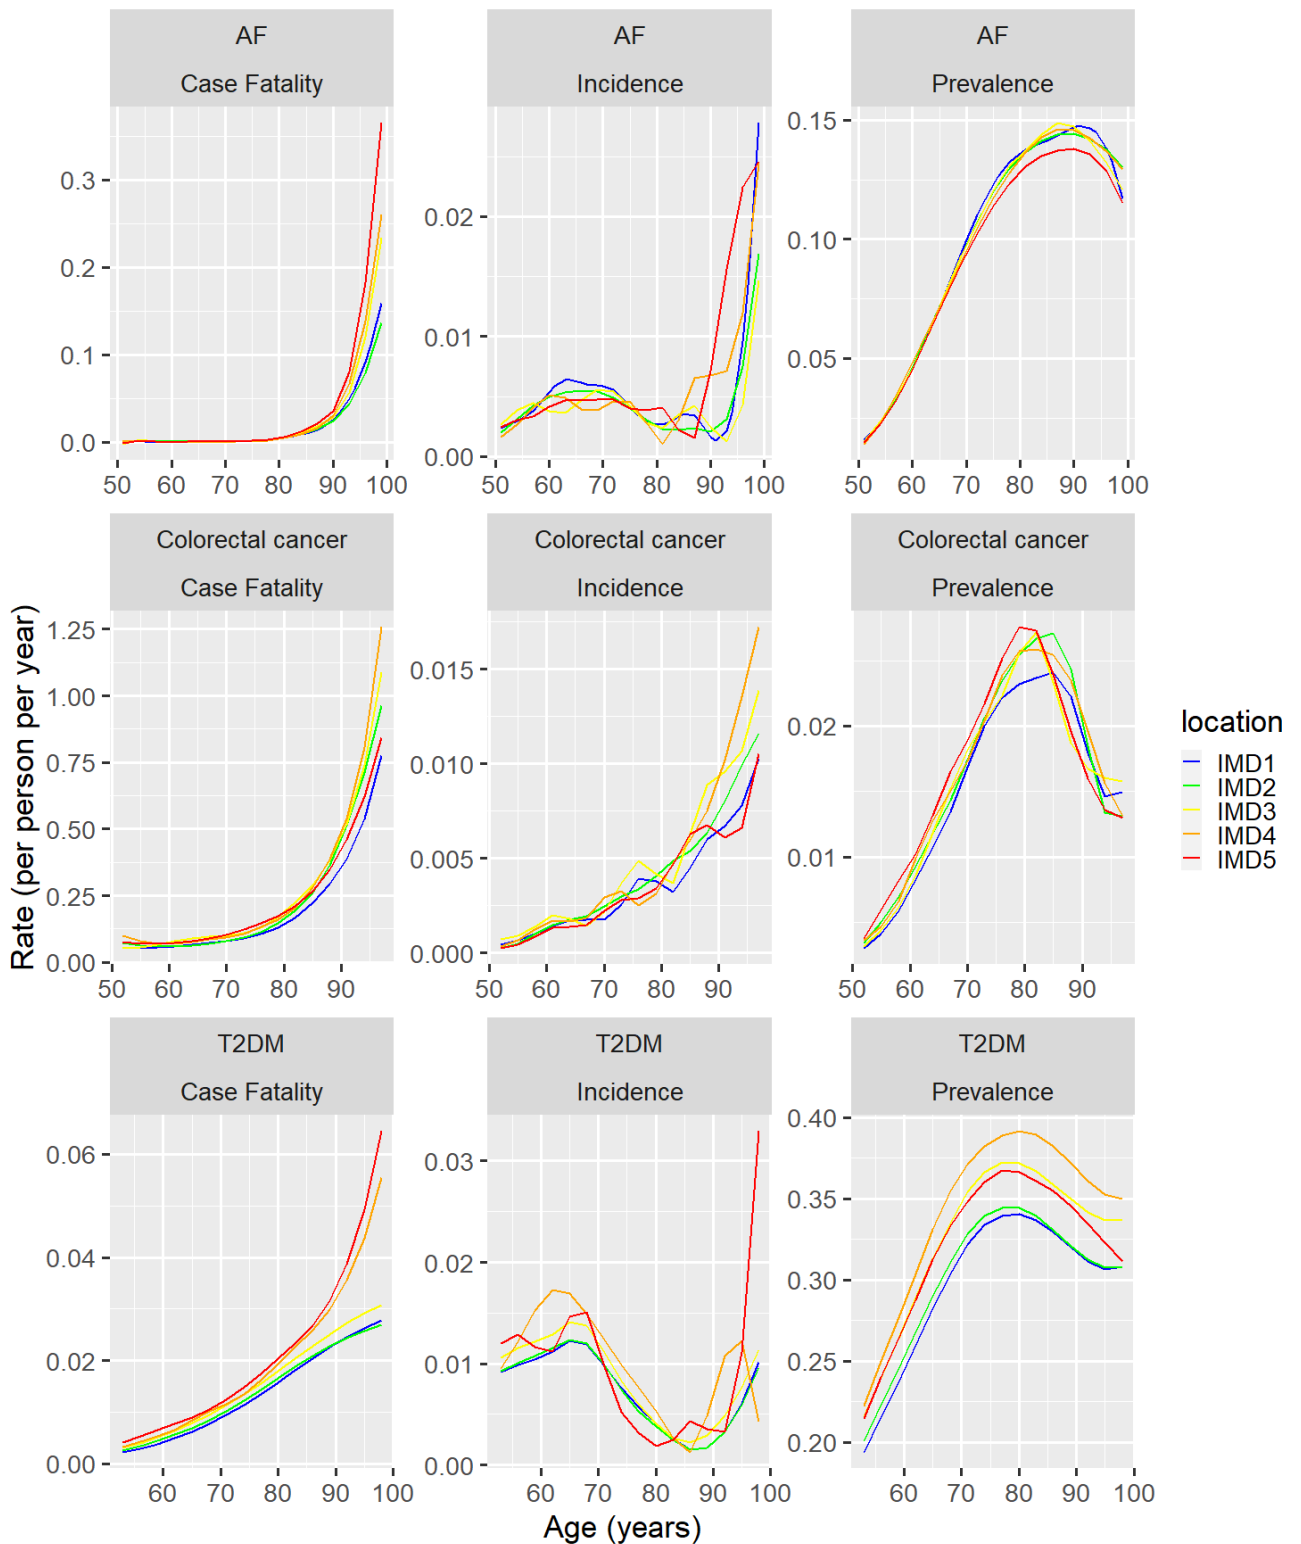 AF
Case Fatality
AF
Incidence
AF
Prevalence
0.3
0.2
0.1
0.0
50 60 70 80 90 100
0.02
0.01
0.00
50 60 70 80 90 100
0.15
0.10
0.05
50 60 70 80 90 100
Colorectal cancer
Case Fatality
Colorectal cancer
Incidence
Colorectal cancer
Prevalence
Rate (per person per year)
1.25
1.00
0.75
0.50
0.25
0.00
50 60 70 80 90
0.015
0.010
0.005
0.000
50 60 70 80 90
0.02
0.01
50 60 70 80 90
location
IMD1
IMD2
IMD3
IMD4
IMD5
T2DM
Case Fatality
T2DM
Incidence
T2DM
Prevalence
0.06
0.04
0.02
0.00
60 70 80 90 100
0.03
0.02
0.01
0.00
60 70 80 90 100
0.40
0.35
0.30
0.25
0.20
60 70 80 90 100
Age (years)